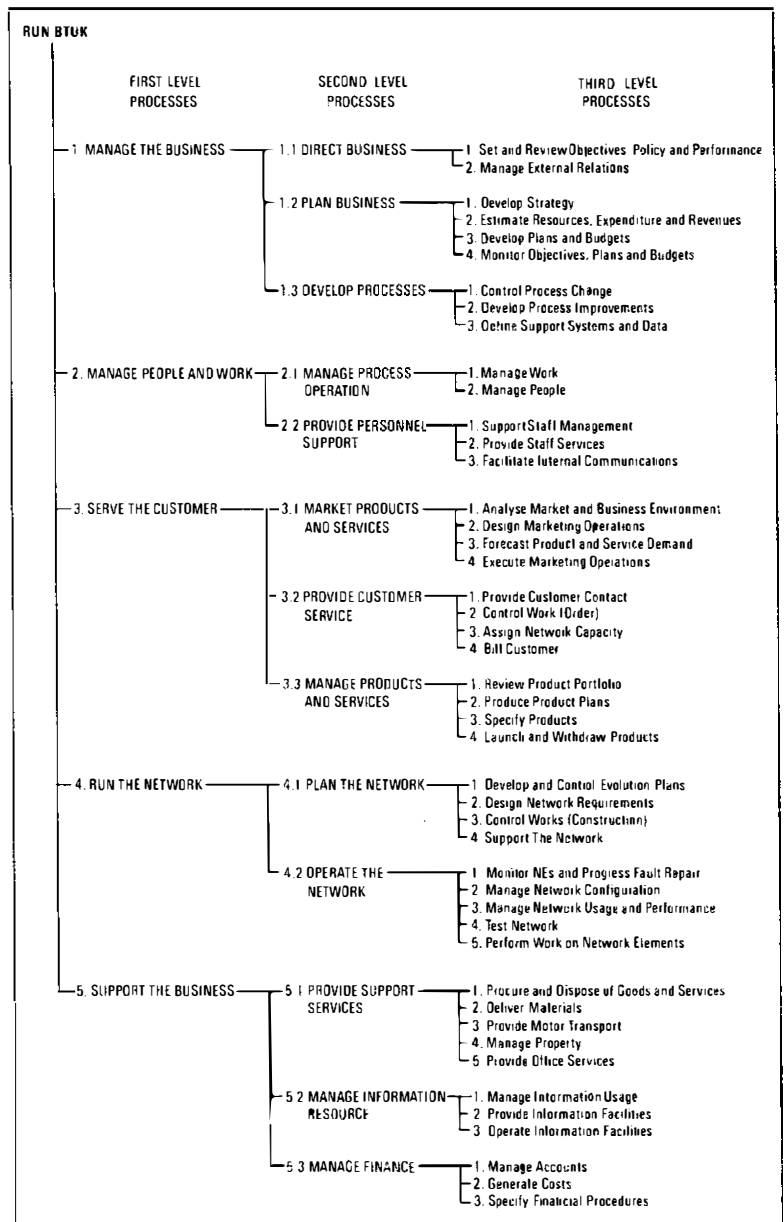 RUN BTUK
FIRST LEVEL PROCESSES
SECOND LEVEL PROCESSES
THIRD LEVEL PROCESSES
1 MANAGE THE BUSINESS
1.1 DIRECT BUSINESS
1 Set and Review Objectives Policy and Performance
2. Manage External Relations
1.2 PLAN BUSINESS
1. Develop Strategy
2. Estimate Resources, Expenditure and Revenues
3. Develop Plans and Budgets
4. Monitor Objectives, Plans and Budgets
1.3 DEVELOP PROCESSES
1. Control Process Change
2. Develop Process Improvements
3. Define Support Systems and Data
2. MANAGE PEOPLE AND WORK
2.1 MANAGE PROCESS OPERATION
1. Manage Work
2. Manage People
2 2 PROVIDE PERSONNEL SUPPORT
1. Support Staff Management
2. Provide Staff Services
3. Facilitate Internal Communications
3. SERVE THE CUSTOMER
3.1 MARKET PRODUCTS AND SERVICES
1. Analyse Market and Business Environment
2. Design Marketing Operations
3. Forecast Product and Service Demand
4 Execute Marketing Operations
3.2 PROVIDE CUSTOMER SERVICE
1. Provide Customer Contact
2 Control Work (Order)
3. Assign Network Capacity
4 Bill Customer
3.3 MANAGE PRODUCTS AND SERVICES
1. Review Product Portfolio
2. Produce Product Plans
3. Specify Products
4 Launch and Withdraw Products
4. RUN THE NETWORK
4.1 PLAN THE NETWORK
1 Develop and Control Evolution Plans
2. Design Network Requirements
3. Control Works (Construction)
4 Support The Network
4.2 OPERATE THE NETWORK
1 Monitor NEs and Progress Fault Repair
2 Manage Network Configuration
3. Manage Network Usage and Performance
4. Test Network
5. Perform Work on Network Elements
5. SUPPORT THE BUSINESS
5 1 PROVIDE SUPPORT SERVICES
1. Procure and Dispose of Goods and Services
2. Deliver Materials
3 Provide Motor Transport
4. Manage Property
5 Provide Office Services
5 2 MANAGE INFORMATION RESOURCE
1. Manage Information Usage
2 Provide Information Facilities
3 Operate Information Facilities
5 3 MANAGE FINANCE
1. Manage Accounts
2. Generate Costs
3. Specify Financial Procedures